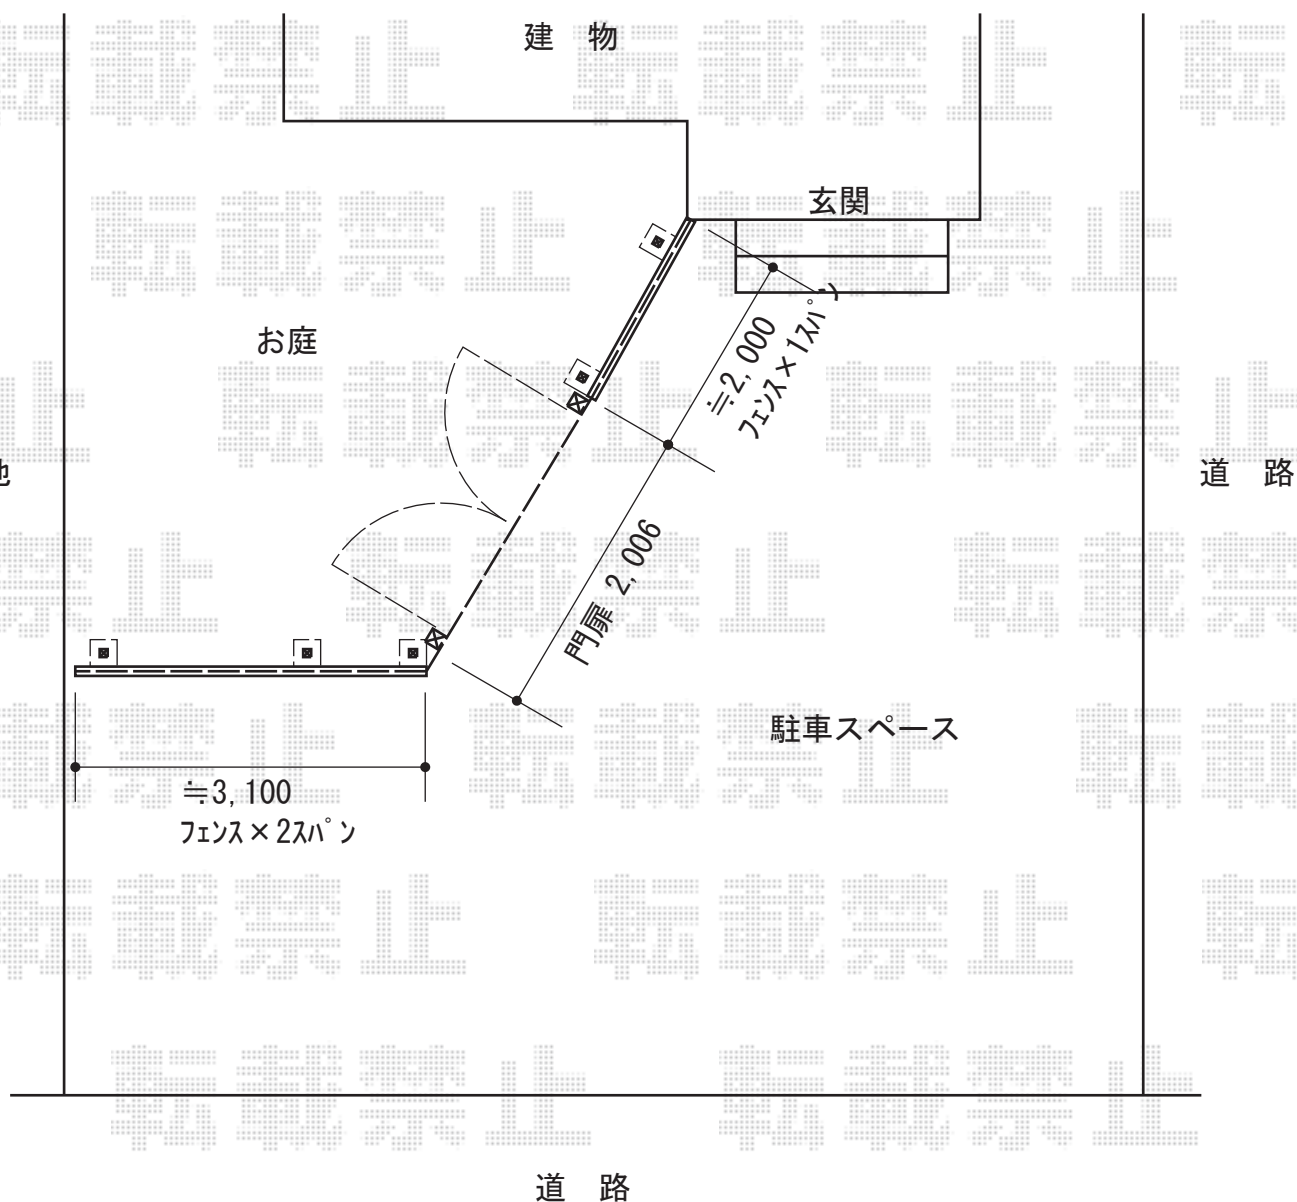 建　物
玄関
お庭
≒2,000
フェンス×1スパン
道　路
門扉 2,006
駐車スペース
≒3,100
フェンス×2スパン
道　路
転載禁止